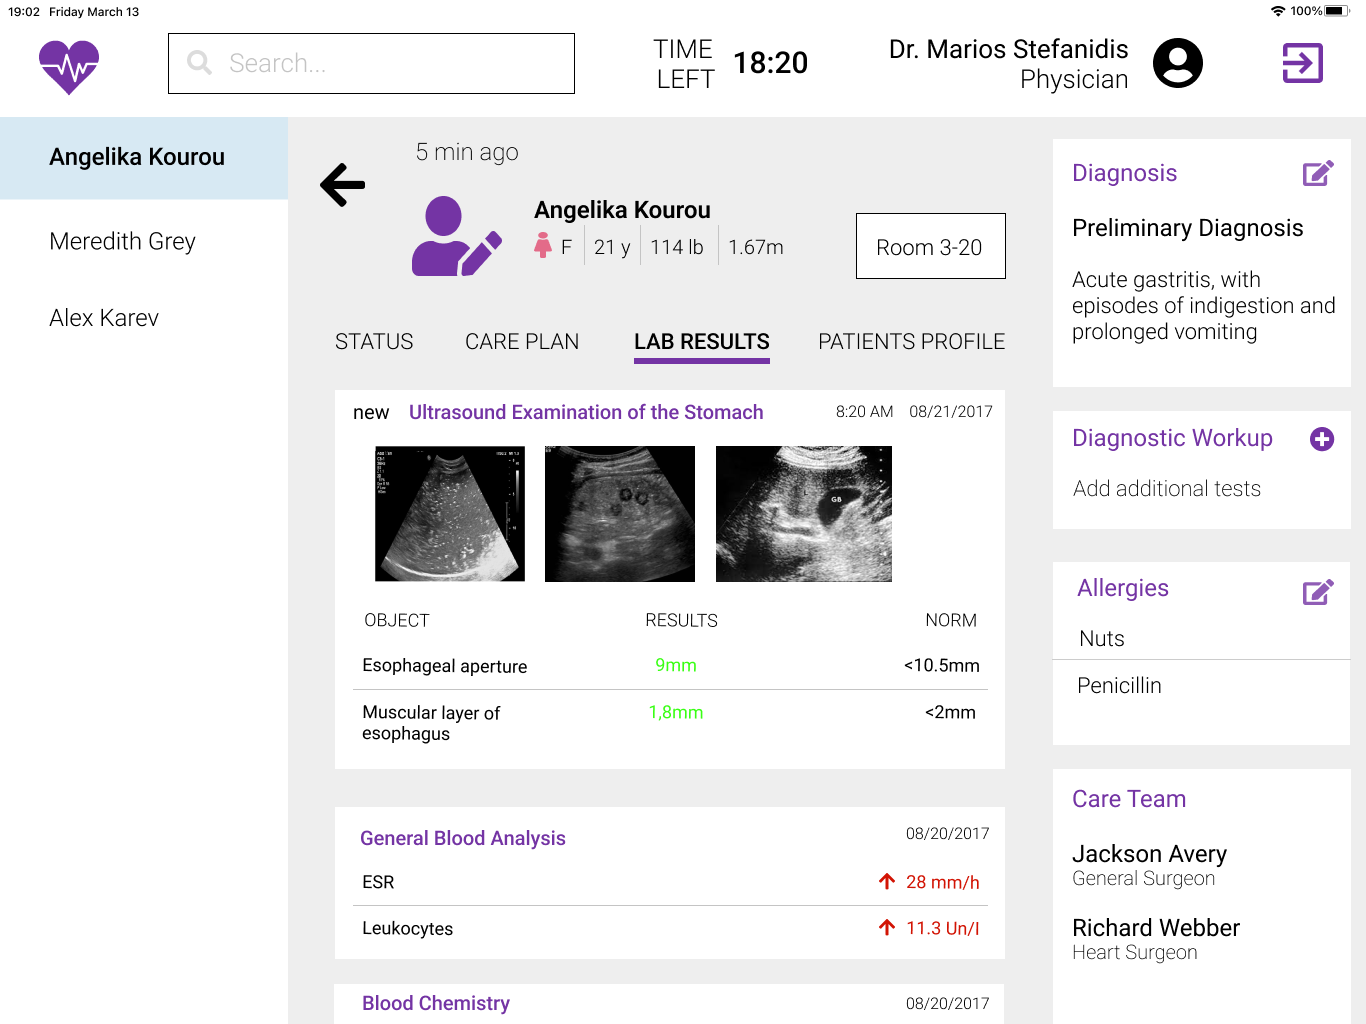 19:02 Friday March 13
100%
Search...
TIME
LEFT
18:20
Dr. Marios Stefanidis
Physician
Angelika Kourou
Meredith Grey
Alex Karev
5 min ago
Angelika Kourou
F 21 y 114 lb 1.67m
Room 3-20
STATUS CARE PLAN LAB RESULTS PATIENTS PROFILE
new Ultrasound Examination of the Stomach 8:20 AM 08/21/2017
GB
OBJECT RESULTS NORM
Esophageal aperture 9mm <10.5mm
Muscular layer of 1,8mm <2mm
esophagus
General Blood Analysis 08/20/2017
ESR 28 mm/h
Leukocytes 11.3 Un/l
Blood Chemistry 08/20/2017
Diagnosis
Preliminary Diagnosis
Acute gastritis, with
episodes of indigestion and
prolonged vomiting
Diagnostic Workup
Add additional tests
Allergies
Nuts
Penicillin
Care Team
Jackson Avery
General Surgeon
Richard Webber
Heart Surgeon